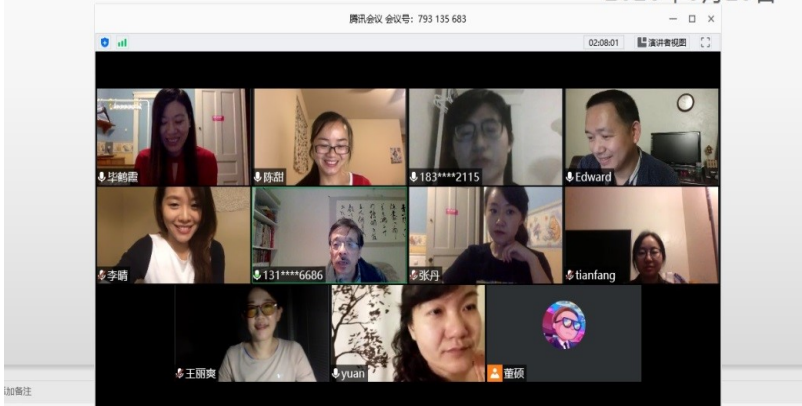 腾讯会议 会议号：793 135 683
02:08:01 演讲者视图
毕鹤霞 陈甜 183****2115 Edward
李晴 131****6686 张丹 tianfang
王丽爽 yuan 董硕
加备注